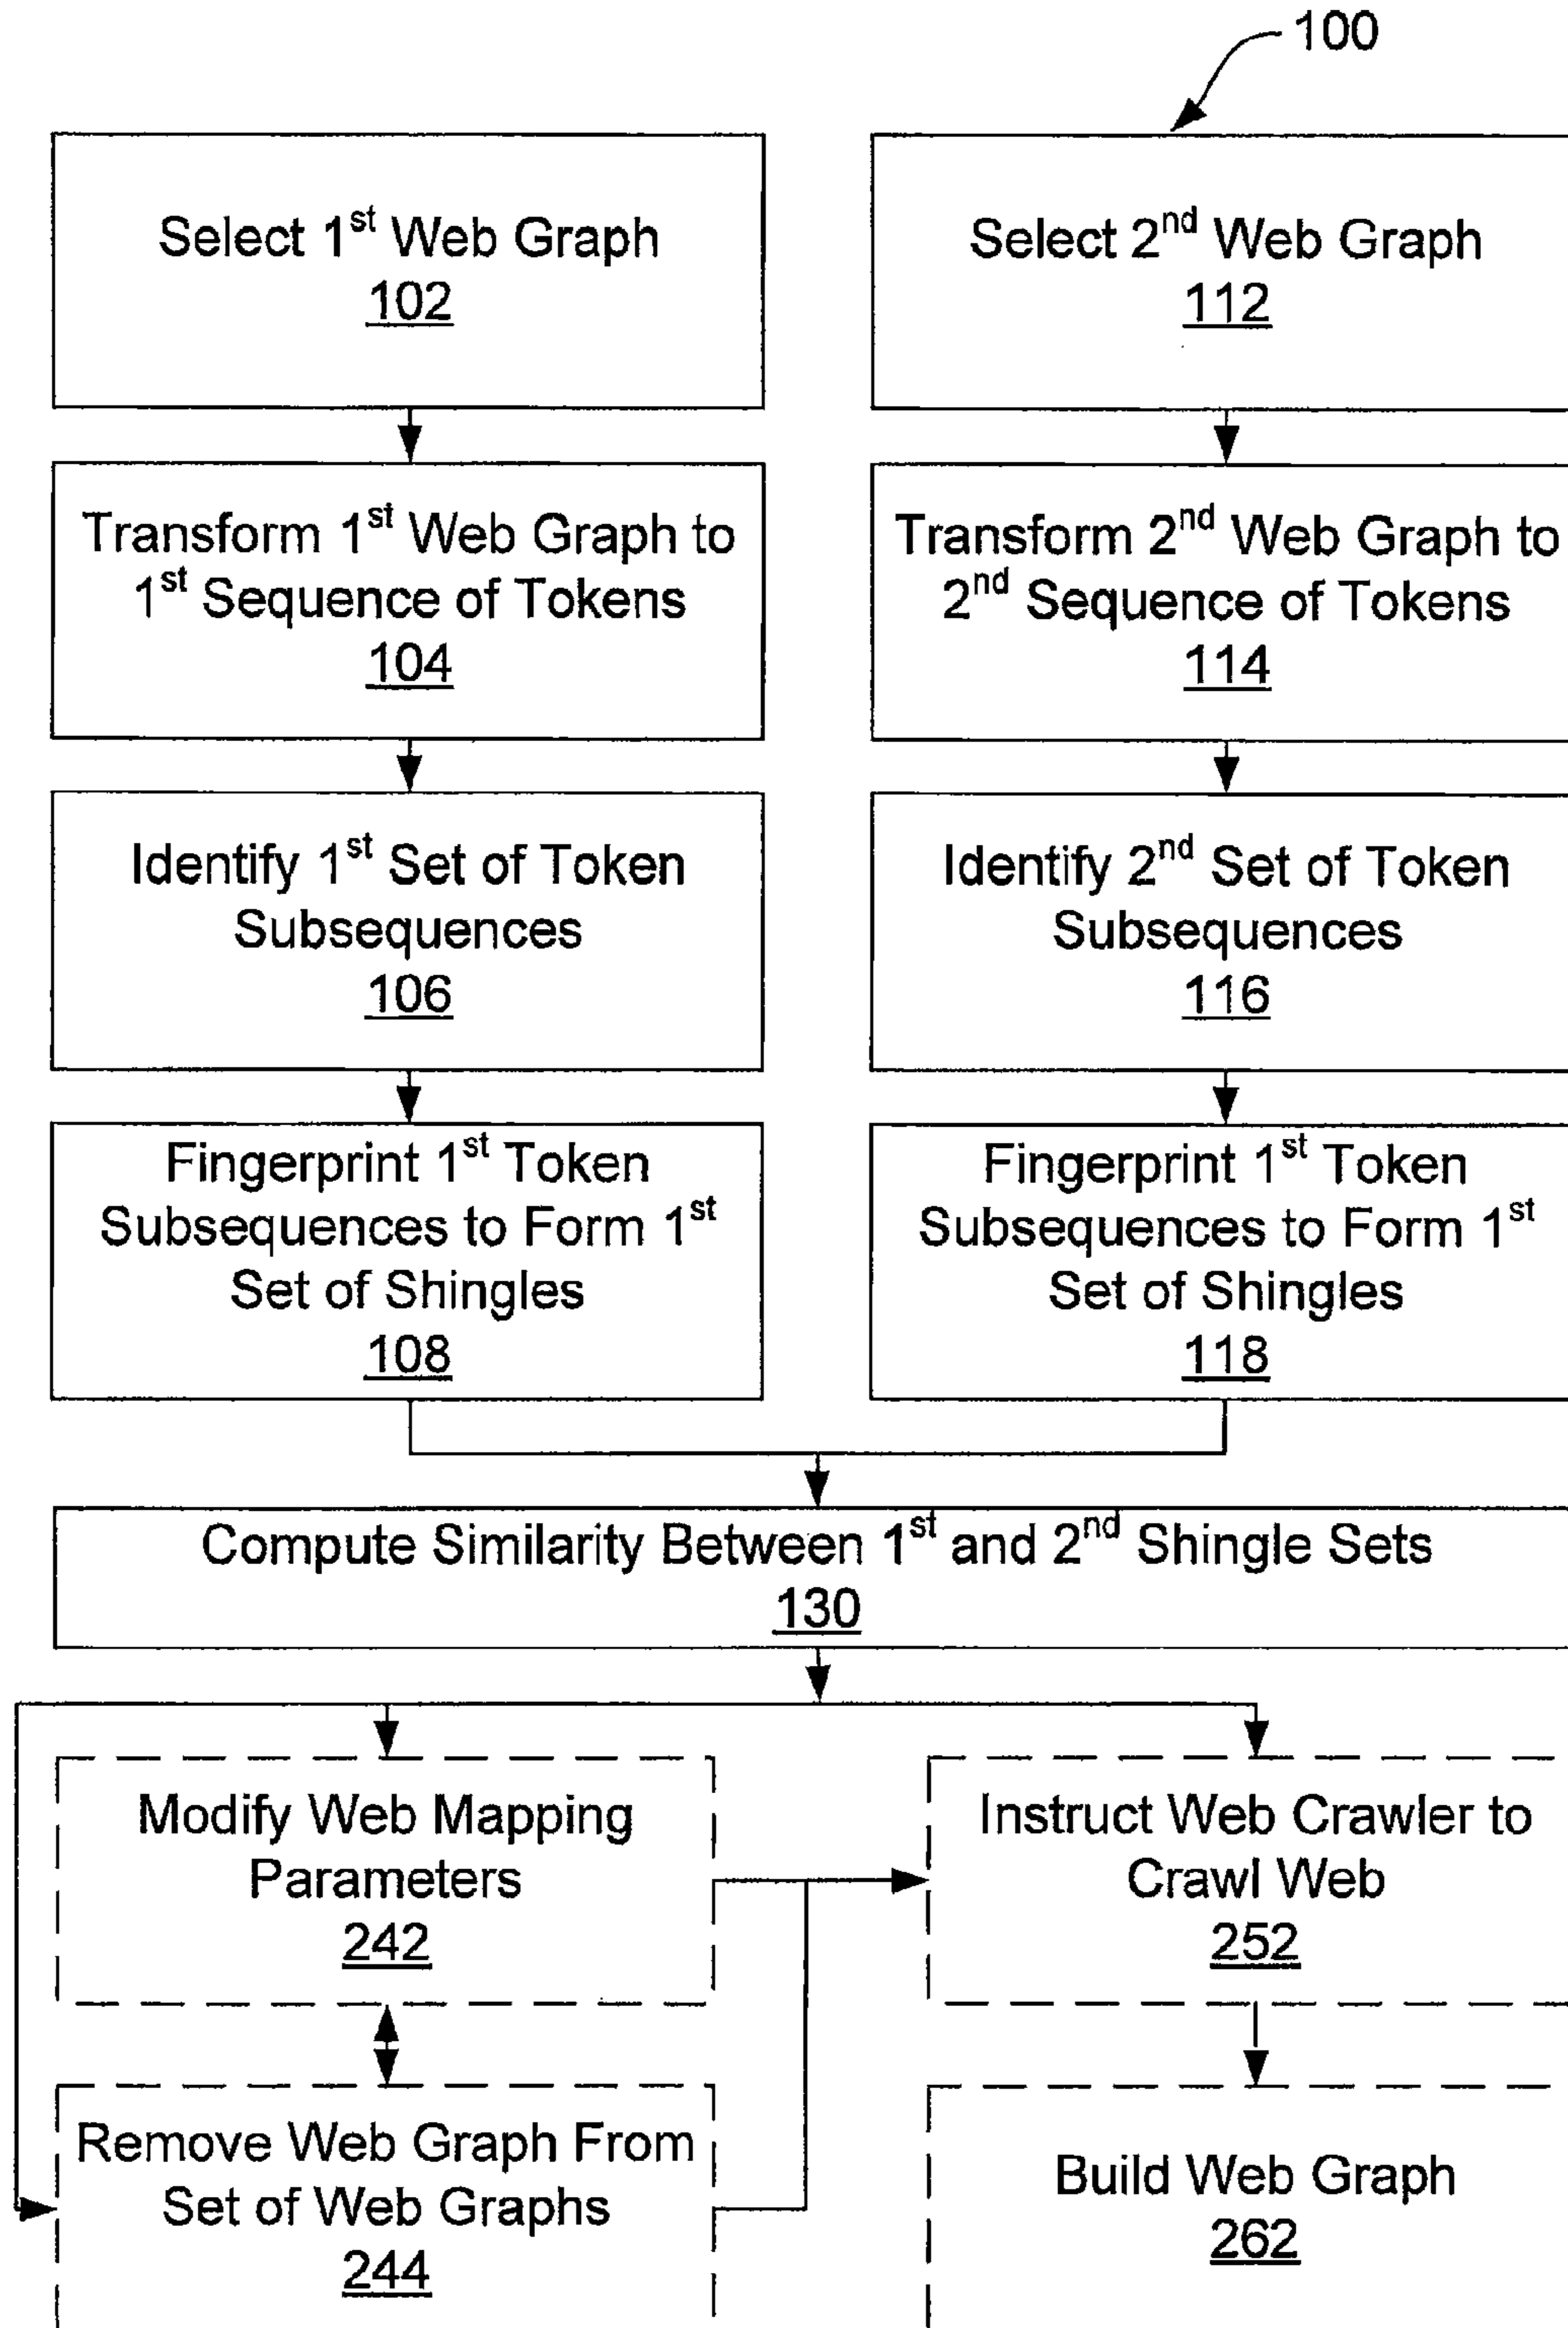 100
Select 1st Web Graph
102
Select 2nd Web Graph
112
Transform 1st Web Graph to
1st Sequence of Tokens
104
Transform 2nd Web Graph to
2nd Sequence of Tokens
114
Identify 1st Set of Token
Subsequences
106
Identify 2nd Set of Token
Subsequences
116
Fingerprint 1st Token
Subsequences to Form 1st
Set of Shingles
108
Fingerprint 1st Token
Subsequences to Form 1st
Set of Shingles
118
Compute Similarity Between 1st and 2nd Shingle Sets
130
Modify Web Mapping
Parameters
242
Instruct Web Crawler to
Crawl Web
252
Remove Web Graph From
Set of Web Graphs
244
Build Web Graph
262